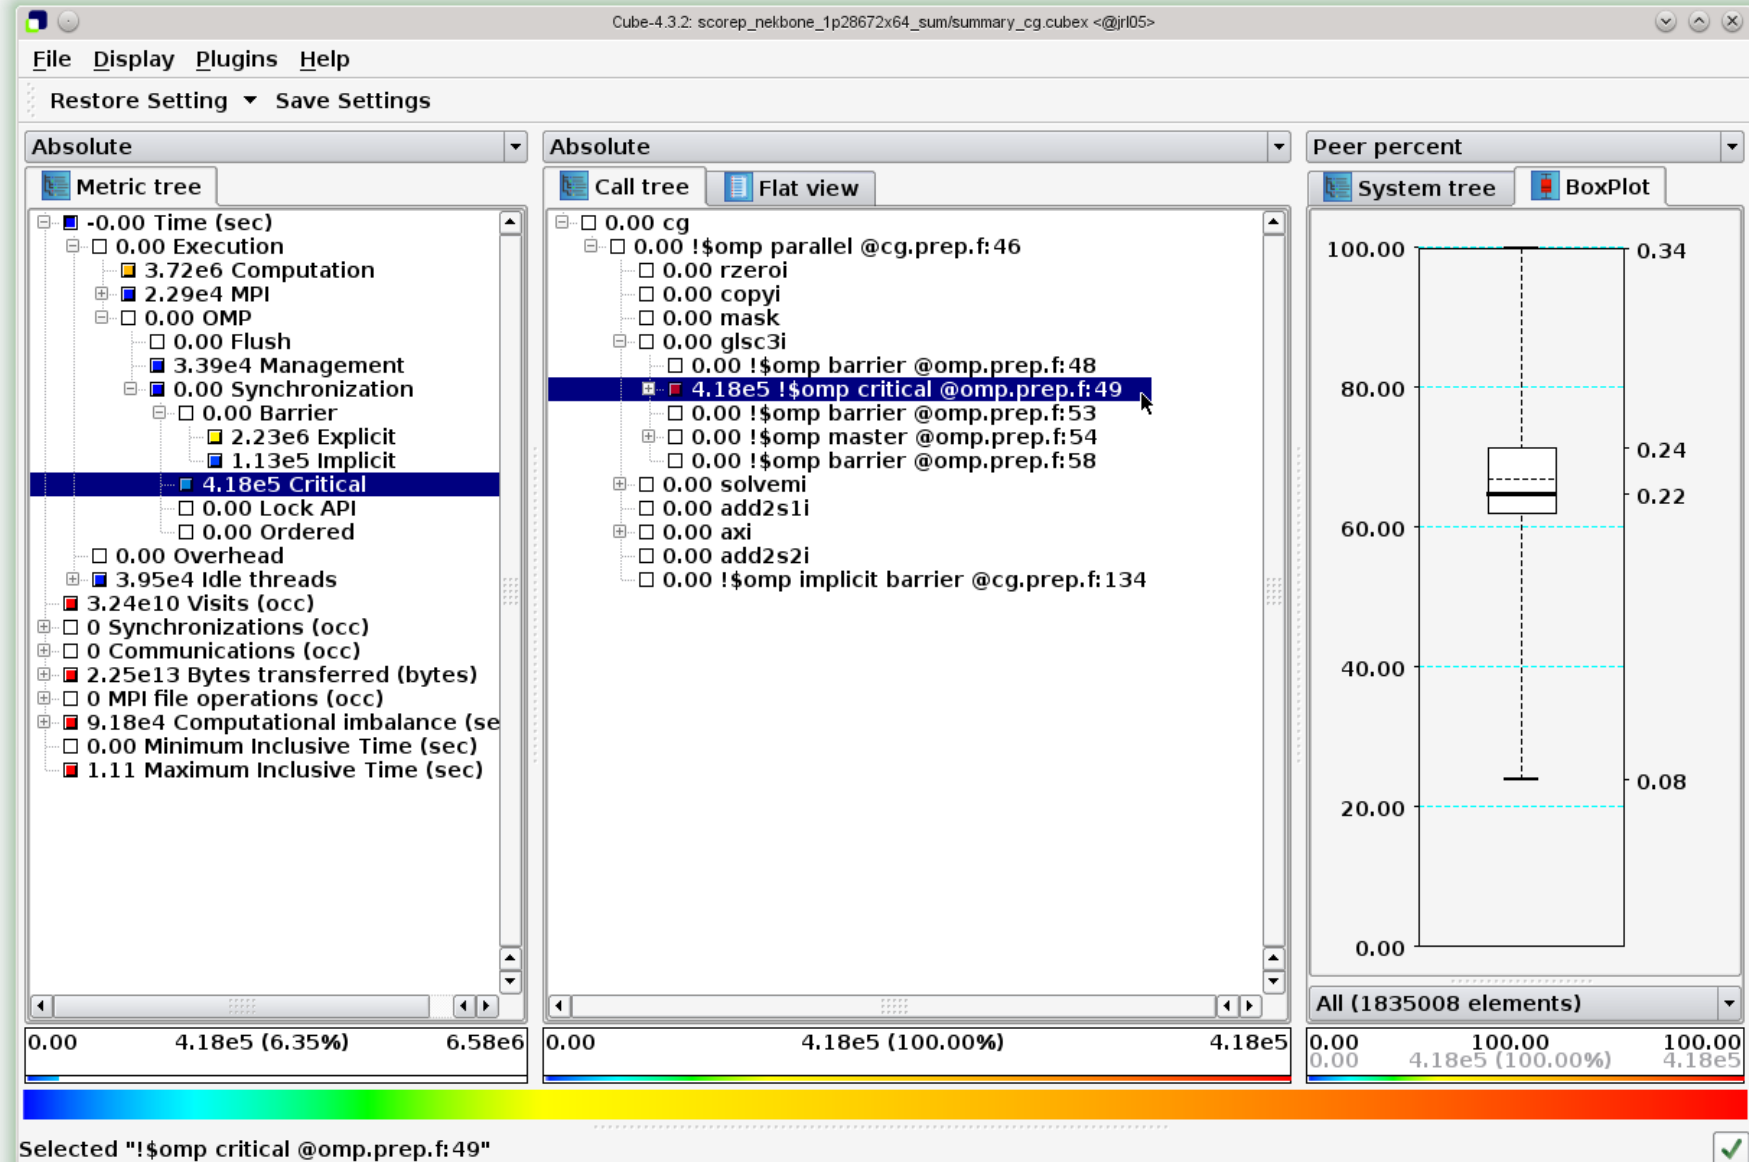 Cube-4.3.2: scorep_nekbone_1p28672x64_sum/summary_cg.cubex <@jrl05>
File Display Plugins Help
Restore Setting Save Settings
Absolute
Metric tree
-0.00 Time (sec)
0.00 Execution
3.72e6 Computation
2.29e4 MPI
0.00 OMP
0.00 Flush
3.39e4 Management
0.00 Synchronization
0.00 Barrier
2.23e6 Explicit
1.13e5 Implicit
4.18e5 Critical
0.00 Lock API
0.00 Ordered
0.00 Overhead
3.95e4 Idle threads
3.24e10 Visits (occ)
0 Synchronizations (occ)
0 Communications (occ)
2.25e13 Bytes transferred (bytes)
0 MPI file operations (occ)
9.18e4 Computational imbalance (se
0.00 Minimum Inclusive Time (sec)
1.11 Maximum Inclusive Time (sec)
0.00 4.18e5 (6.35%) 6.58e6
Absolute
Call tree Flat view
0.00 cg
0.00 !$omp parallel @cg.prep.f:46
0.00 rzeroi
0.00 copyi
0.00 mask
0.00 glsc3i
0.00 !$omp barrier @omp.prep.f:48
4.18e5 !$omp critical @omp.prep.f:49
0.00 !$omp barrier @omp.prep.f:53
0.00 !$omp master @omp.prep.f:54
0.00 !$omp barrier @omp.prep.f:58
0.00 solvemi
0.00 add2s1i
0.00 axi
0.00 add2s2i
0.00 !$omp implicit barrier @cg.prep.f:134
0.00 4.18e5 (100.00%) 4.18e5
Peer percent
System tree BoxPlot
100.00 0.34
80.00
0.24
0.22
60.00
40.00
0.08
20.00
0.00
All (1835008 elements)
0.00 100.00 100.00
0.00 4.18e5 (100.00%) 4.18e5
Selected "!$omp critical @omp.prep.f:49"